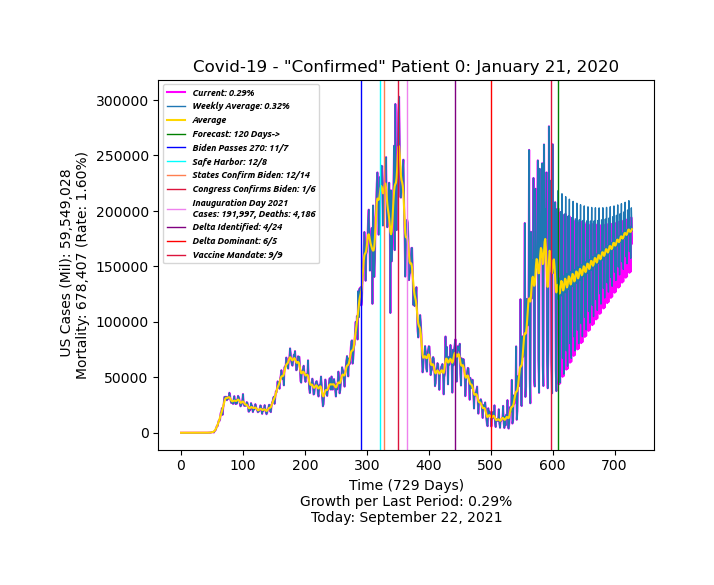 Covid-19 - "Confirmed" Patient 0: January 21, 2020
Current: 0.29%
Weekly Average: 0.32%
Average
Forecast: 120 Days->
Biden Passes 270: 11/7
Safe Harbor: 12/8
States Confirm Biden: 12/14
Congress Confirms Biden: 1/6
Inauguration Day 2021
Cases: 191,997, Deaths: 4,186
Delta Identified: 4/24
Delta Dominant: 6/5
Vaccine Mandate: 9/9
US Cases (Mil): 59,549,028
Mortality: 678,407 (Rate: 1.60%)
300000
250000
200000
150000
100000
50000
0
0 100 200 300 400 500 600 700
Time (729 Days)
Growth per Last Period: 0.29%
Today: September 22, 2021